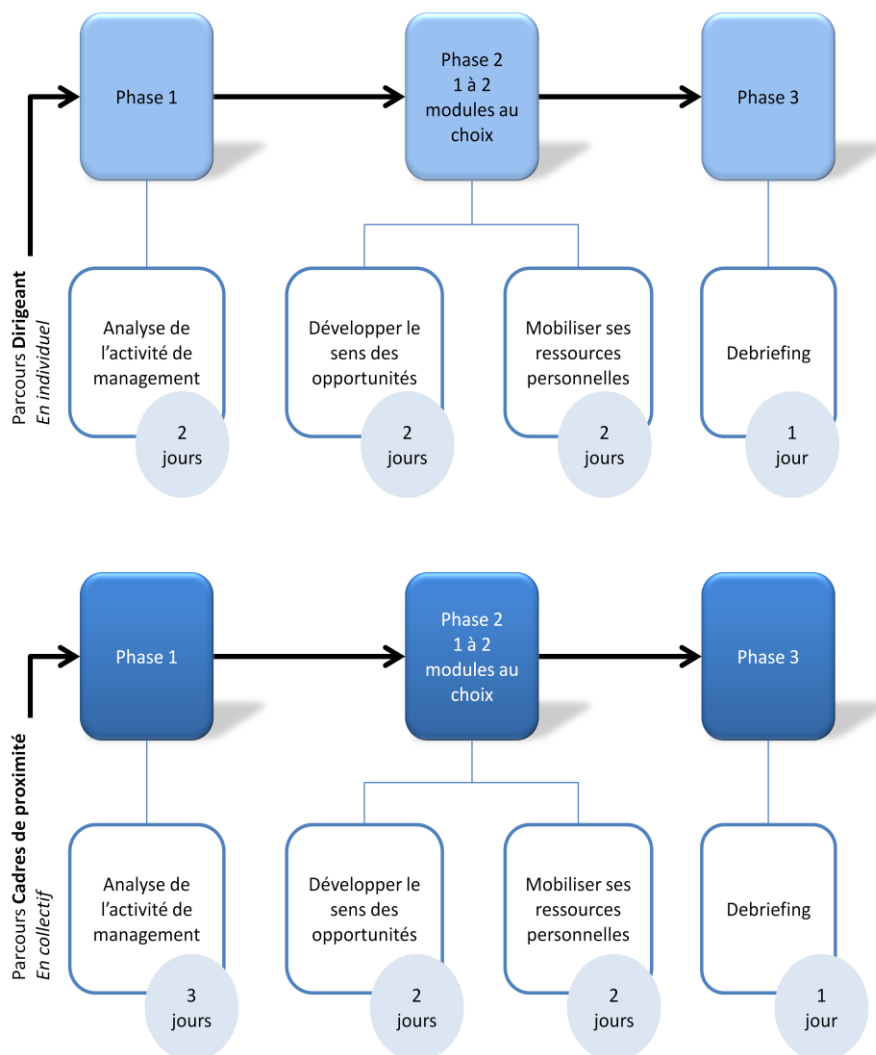 Parcours Dirigeant
En individuel
Phase 1
Phase 2
1 à 2
modules au
choix
Phase 3
Analyse de
l’activité de
management
2
jours
Développer le
sens des
opportunités
2
jours
Mobiliser ses
ressources
personnelles
2
jours
Debriefing
1
jour
Parcours Cadres de proximité
En collectif
Phase 1
Phase 2
1 à 2
modules au
choix
Phase 3
Analyse de
l’activité de
management
3
jours
Développer le
sens des
opportunités
2
jours
Mobiliser ses
ressources
personnelles
2
jours
Debriefing
1
jour